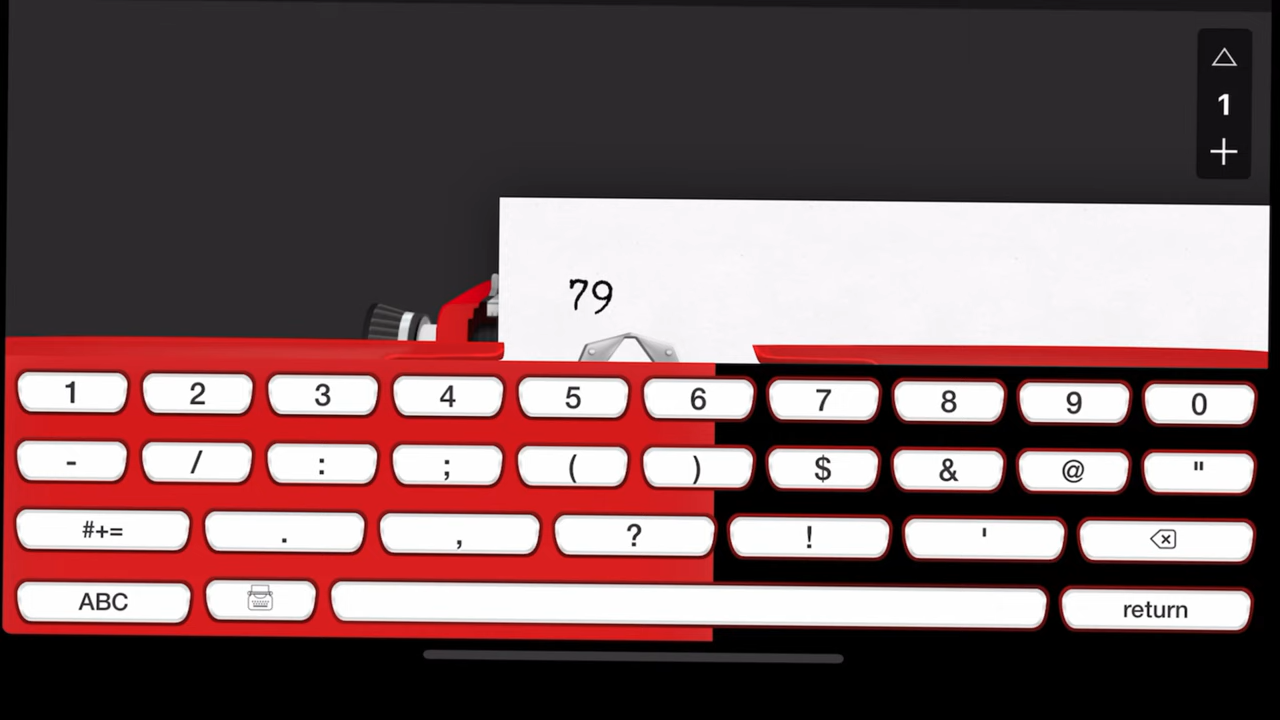 1
79
1 2 3 4 5 6 7 8 9 0
- / : ; ( ) $ & @ "
#+= . , ? ! '
ABC return